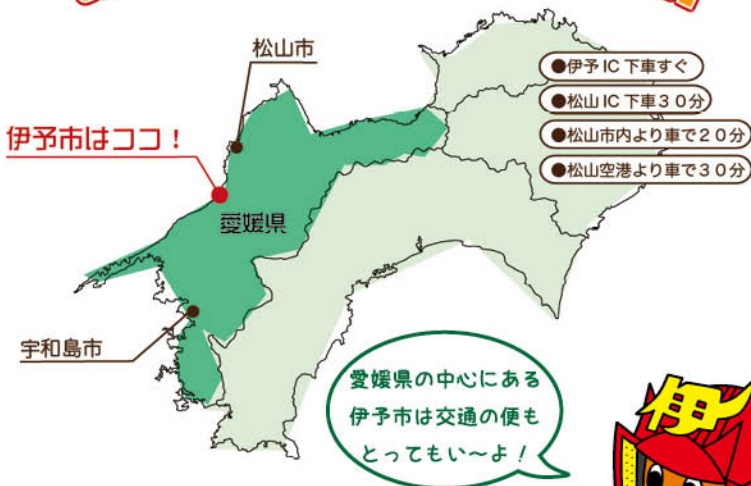 松山市
伊予市はココ！
愛媛県
宇和島市
●伊予IC下車すぐ
●松山IC下車30分
●松山市内より車で20分
●松山空港より車で30分
愛媛県の中心にある
伊予市は交通の便も
とってもい〜よ！
伊